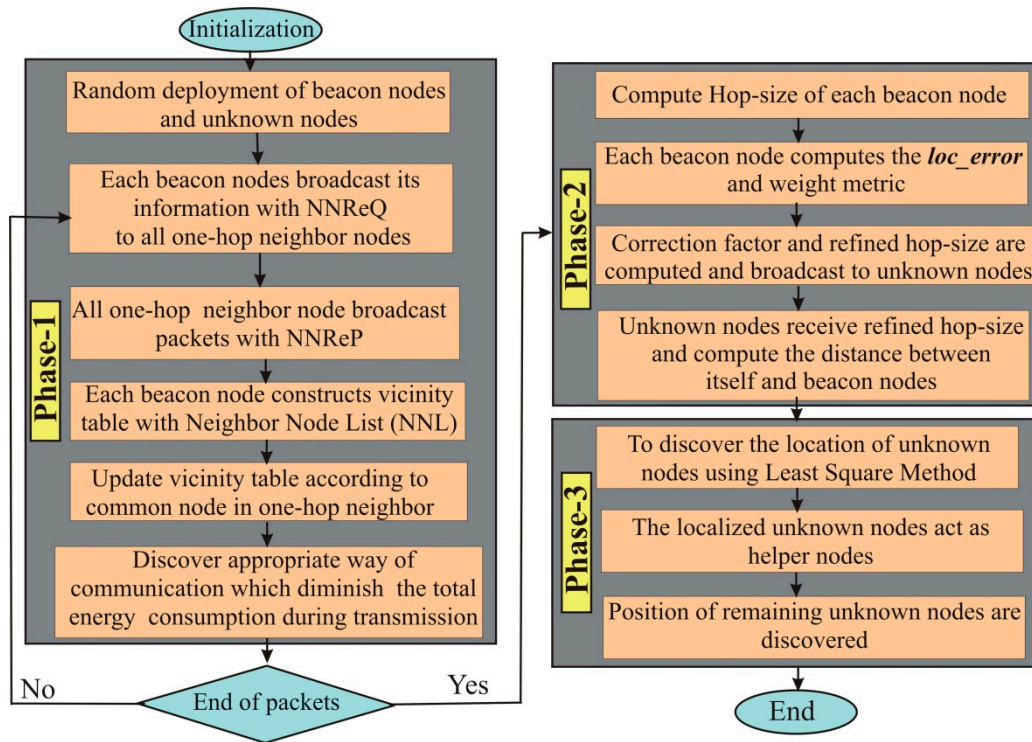 Initialization
Phase-1
Random deployment of beacon nodes
and unknown nodes
Each beacon nodes broadcast its
information with NNReQ
to all one-hop neighbor nodes
All one-hop neighbor node broadcast
packets with NNReP
Each beacon node constructs vicinity
table with Neighbor Node List (NNL)
Update vicinity table according to
common node in one-hop neighbor
Discover appropriate way of
communication which diminish the total
energy consumption during transmission
End of packets
No
Yes
Phase-2
Compute Hop-size of each beacon node
Each beacon node computes the loc_error
and weight metric
Correction factor and refined hop-size are
computed and broadcast to unknown nodes
Unknown nodes receive refined hop-size
and compute the distance between
itself and beacon nodes
Phase-3
To discover the location of unknown
nodes using Least Square Method
The localized unknown nodes act as
helper nodes
Position of remaining unknown nodes are
discovered
End